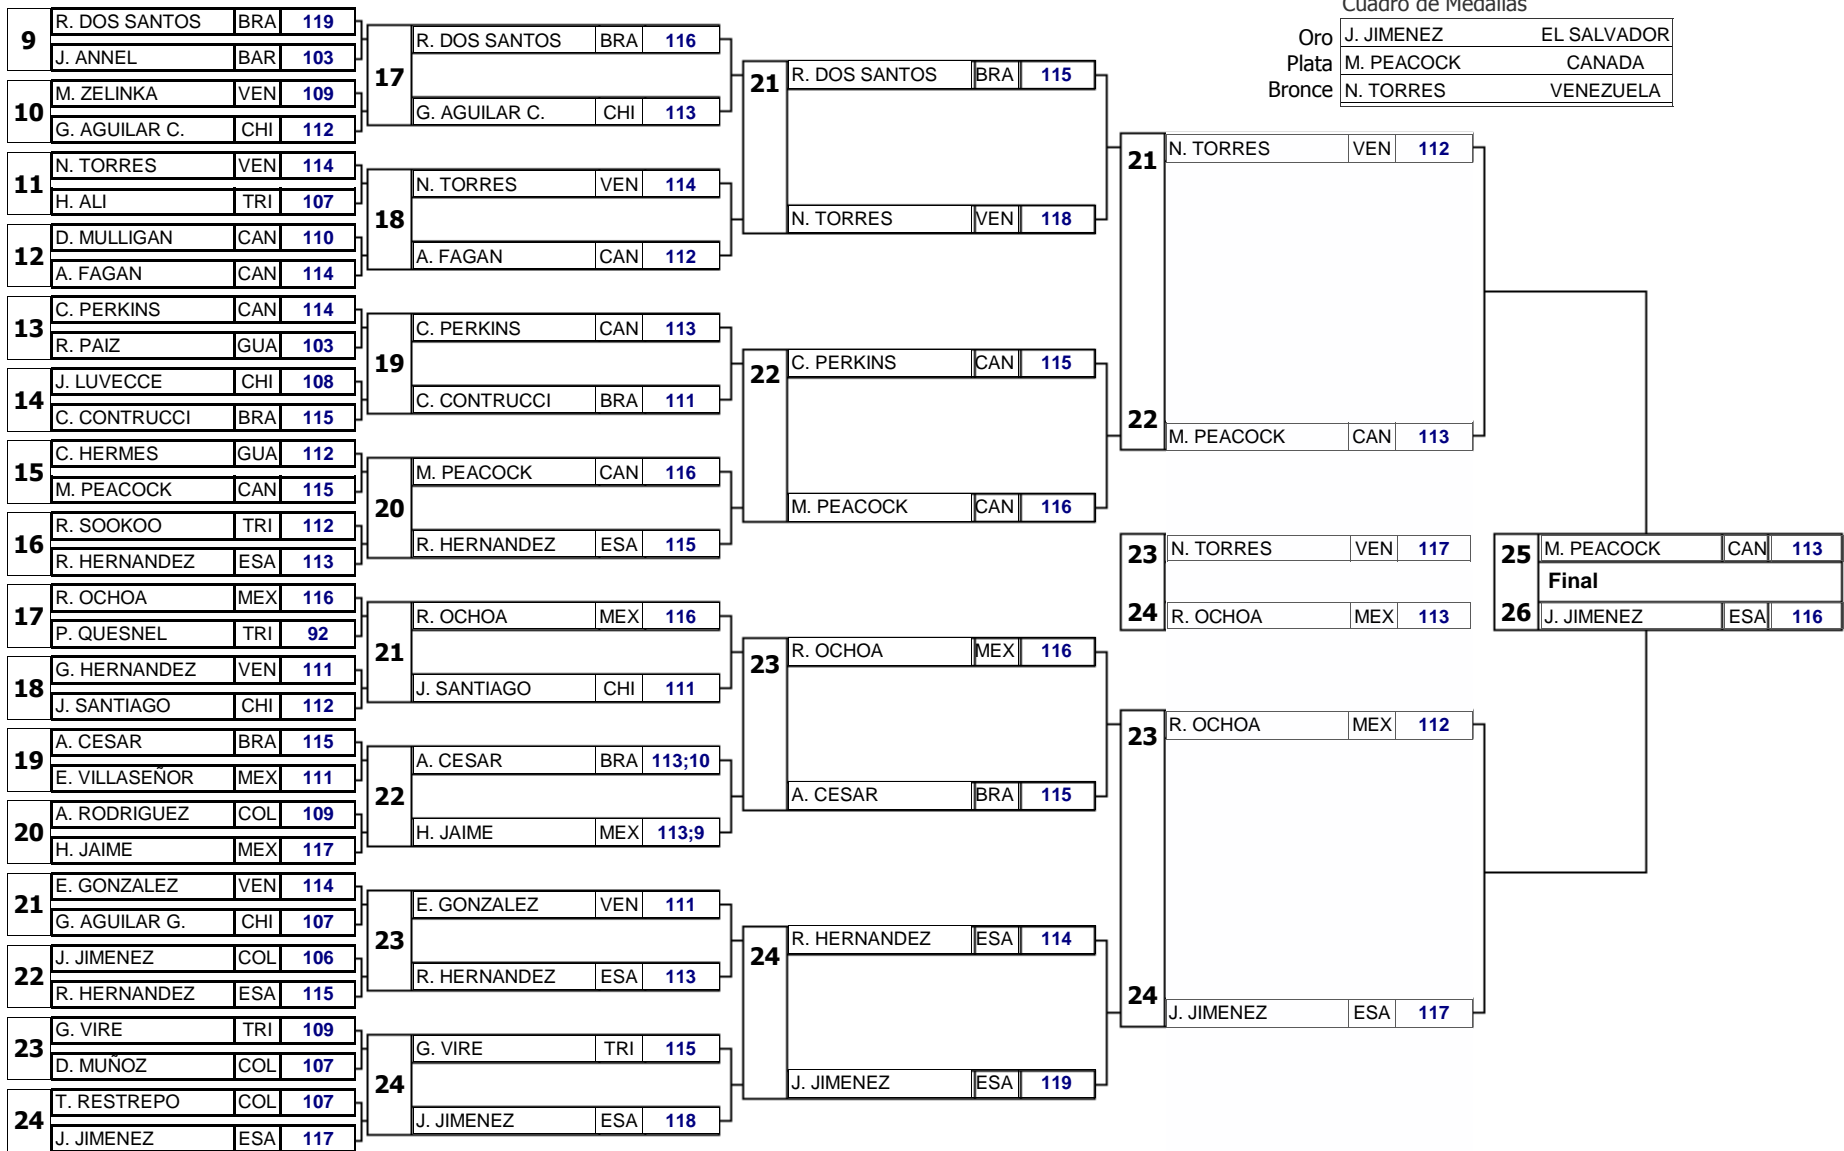 Cuadro de Medallas
Oro J. JIMENEZ EL SALVADOR
Plata M. PEACOCK CANADA
Bronce N. TORRES VENEZUELA
9
R. DOS SANTOS BRA 119
J. ANNEL BAR 103
10
M. ZELINKA VEN 109
G. AGUILAR C. CHI 112
11
N. TORRES VEN 114
H. ALI TRI 107
12
D. MULLIGAN CAN 110
A. FAGAN CAN 114
13
C. PERKINS CAN 114
R. PAIZ GUA 103
14
J. LUVECCE CHI 108
C. CONTRUCCI BRA 115
15
C. HERMES GUA 112
M. PEACOCK CAN 115
16
R. SOOKOO TRI 112
R. HERNANDEZ ESA 113
17
R. OCHOA MEX 116
P. QUESNEL TRI 92
18
G. HERNANDEZ VEN 111
J. SANTIAGO CHI 112
19
A. CESAR BRA 115
E. VILLASEÑOR MEX 111
20
A. RODRIGUEZ COL 109
H. JAIME MEX 117
21
E. GONZALEZ VEN 114
G. AGUILAR G. CHI 107
22
J. JIMENEZ COL 106
R. HERNANDEZ ESA 115
23
G. VIRE TRI 109
D. MUÑOZ COL 107
24
T. RESTREPO COL 107
J. JIMENEZ ESA 117
17
R. DOS SANTOS BRA 116
G. AGUILAR C. CHI 113
18
N. TORRES VEN 114
A. FAGAN CAN 112
19
C. PERKINS CAN 113
C. CONTRUCCI BRA 111
20
M. PEACOCK CAN 116
R. HERNANDEZ ESA 115
21
R. OCHOA MEX 116
J. SANTIAGO CHI 111
22
A. CESAR BRA 113;10
H. JAIME MEX 113;9
23
E. GONZALEZ VEN 111
R. HERNANDEZ ESA 113
24
G. VIRE TRI 115
J. JIMENEZ ESA 118
21
R. DOS SANTOS BRA 115
N. TORRES VEN 118
22
C. PERKINS CAN 115
M. PEACOCK CAN 116
23
R. OCHOA MEX 116
A. CESAR BRA 115
24
R. HERNANDEZ ESA 114
J. JIMENEZ ESA 119
21
N. TORRES VEN 112
22
M. PEACOCK CAN 113
23 N. TORRES VEN 117
24 R. OCHOA MEX 113
23
R. OCHOA MEX 112
24
J. JIMENEZ ESA 117
25 M. PEACOCK CAN 113
Final
26 J. JIMENEZ ESA 116